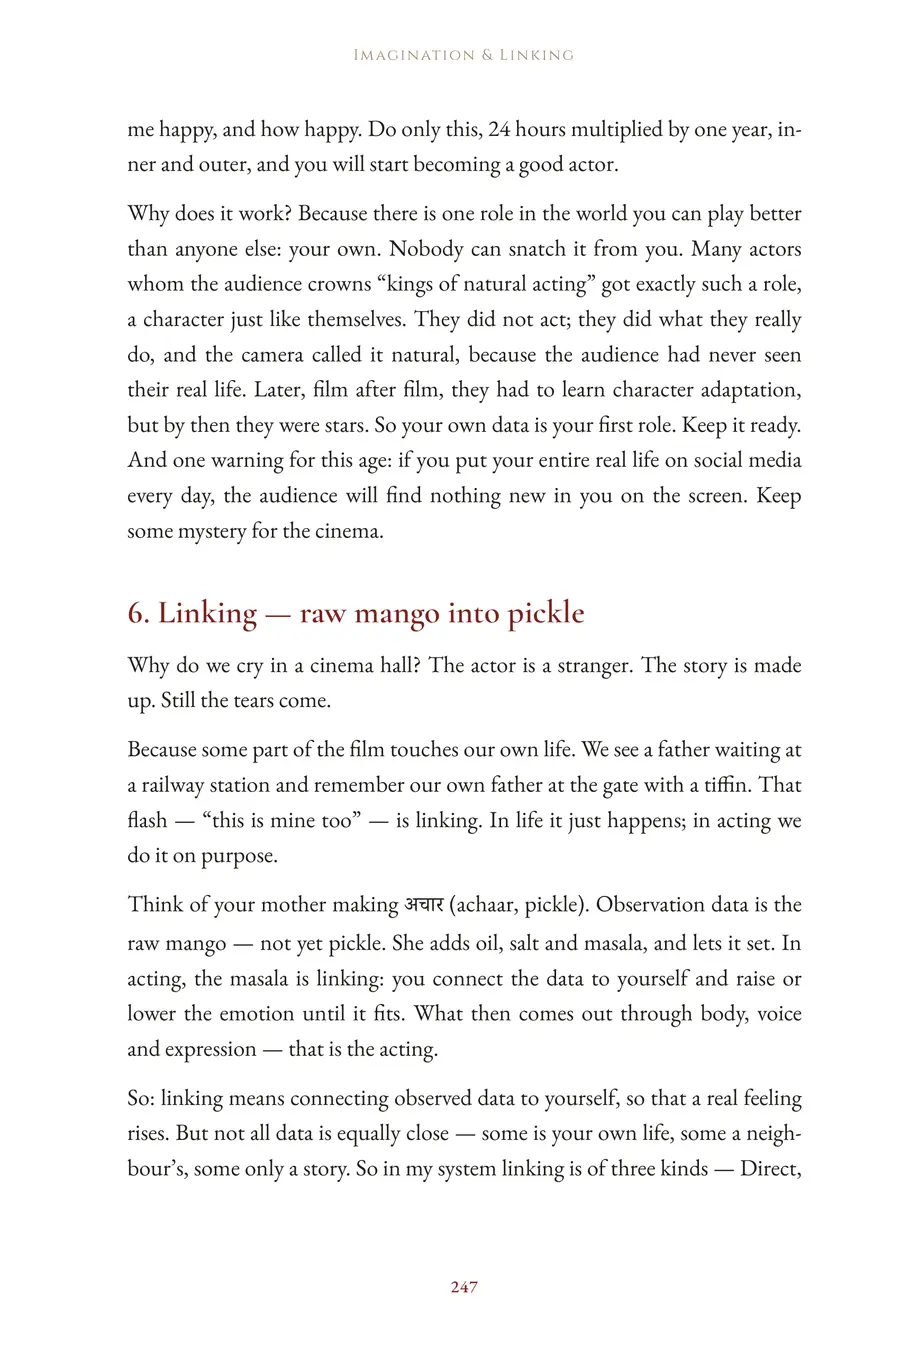 Imagination & Linking
me happy, and how happy. Do only this, 24 hours multiplied by one year, in-
ner and outer, and you will start becoming a good actor.
Why does it work? Because there is one role in the world you can play better
than anyone else: your own. Nobody can snatch it from you. Many actors
whom the audience crowns “kings of natural acting” got exactly such a role,
a character just like themselves. They did not act; they did what they really
do, and the camera called it natural, because the audience had never seen
their real life. Later, film after film, they had to learn character adaptation,
but by then they were stars. So your own data is your first role. Keep it ready.
And one warning for this age: if you put your entire real life on social media
every day, the audience will find nothing new in you on the screen. Keep
some mystery for the cinema.
6. Linking — raw mango into pickle
Why do we cry in a cinema hall? The actor is a stranger. The story is made
up. Still the tears come.
Because some part of the film touches our own life. We see a father waiting at
a railway station and remember our own father at the gate with a tiffin. That
flash — “this is mine too” — is linking. In life it just happens; in acting we
do it on purpose.
Think of your mother making अचार (achaar, pickle). Observation data is the
raw mango — not yet pickle. She adds oil, salt and masala, and lets it set. In
acting, the masala is linking: you connect the data to yourself and raise or
lower the emotion until it fits. What then comes out through body, voice
and expression — that is the acting.
So: linking means connecting observed data to yourself, so that a real feeling
rises. But not all data is equally close — some is your own life, some a neigh-
bour’s, some only a story. So in my system linking is of three kinds — Direct,
247